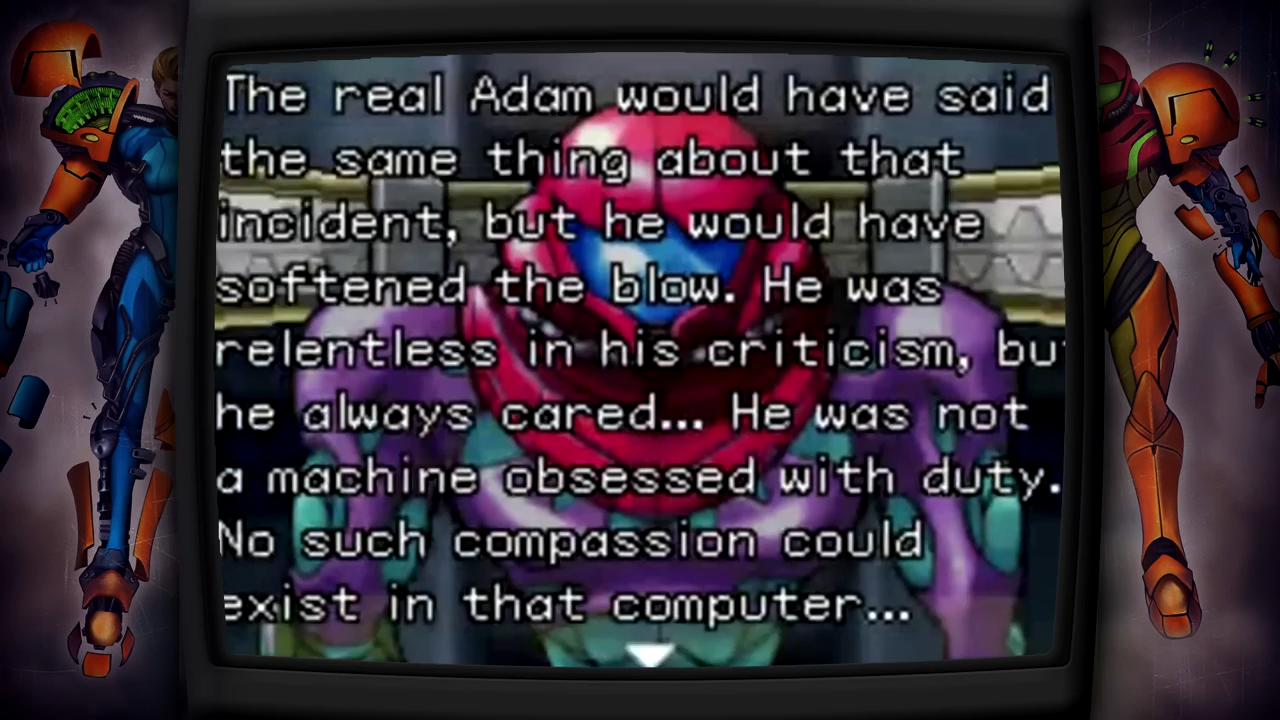 The real Adam would have said
the same thing about that
incident, but he would have
softened the blow. He was
relentless in his criticism, but
he always cared... He was not
a machine obsessed with duty.
No such compassion could
exist in that computer...